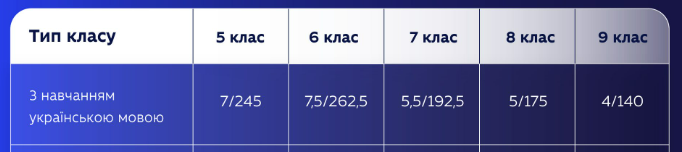 Тип класу 5 клас 6 клас 7 клас 8 клас 9 клас
З навчанням
українською мовою 7/245 7,5/262,5 5,5/192,5 5/175 4/140